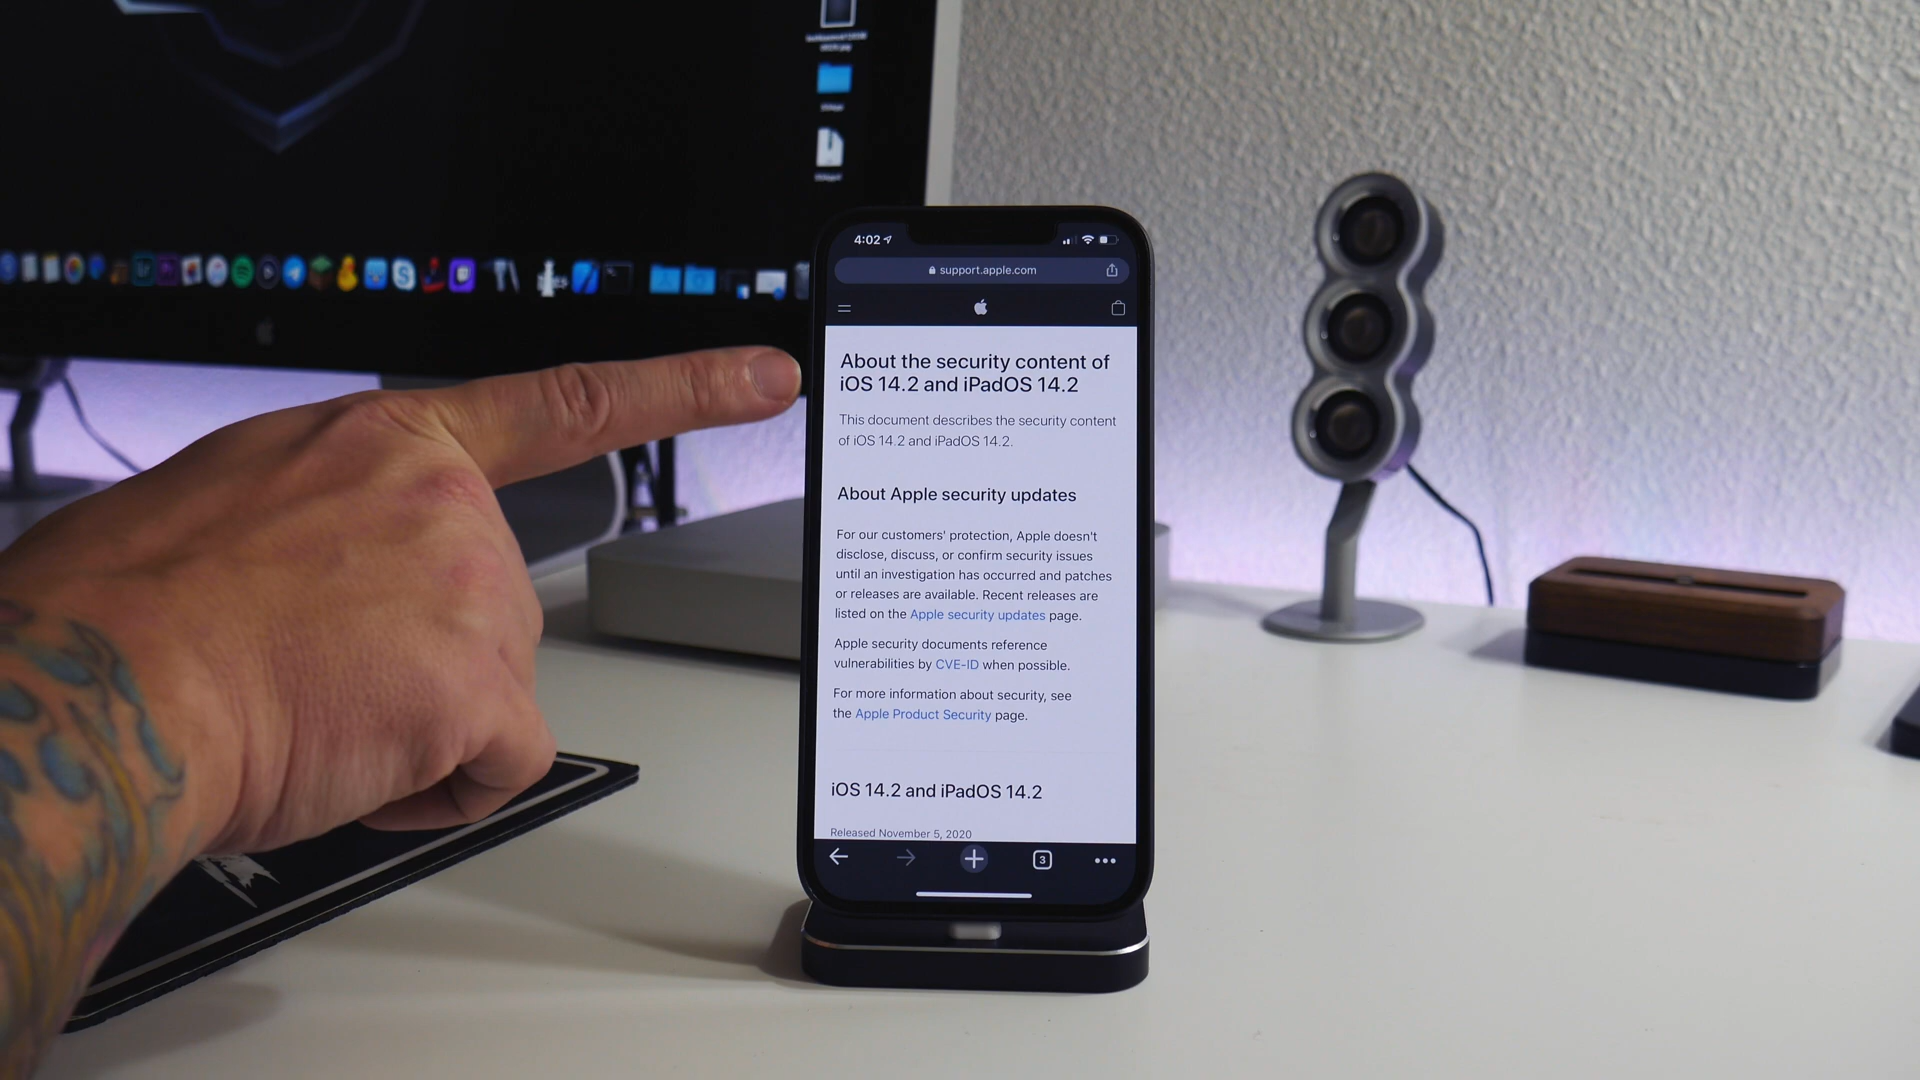 4:02
support.apple.com
About the security content of
iOS 14.2 and iPadOS 14.2
This document describes the security content
of iOS 14.2 and iPadOS 14.2.
About Apple security updates
For our customers' protection, Apple doesn't
disclose, discuss, or confirm security issues
until an investigation has occurred and patches
or releases are available. Recent releases are
listed on the Apple security updates page.
Apple security documents reference
vulnerabilities by CVE-ID when possible.
For more information about security, see
the Apple Product Security page.
iOS 14.2 and iPadOS 14.2
Released November 5, 2020
3